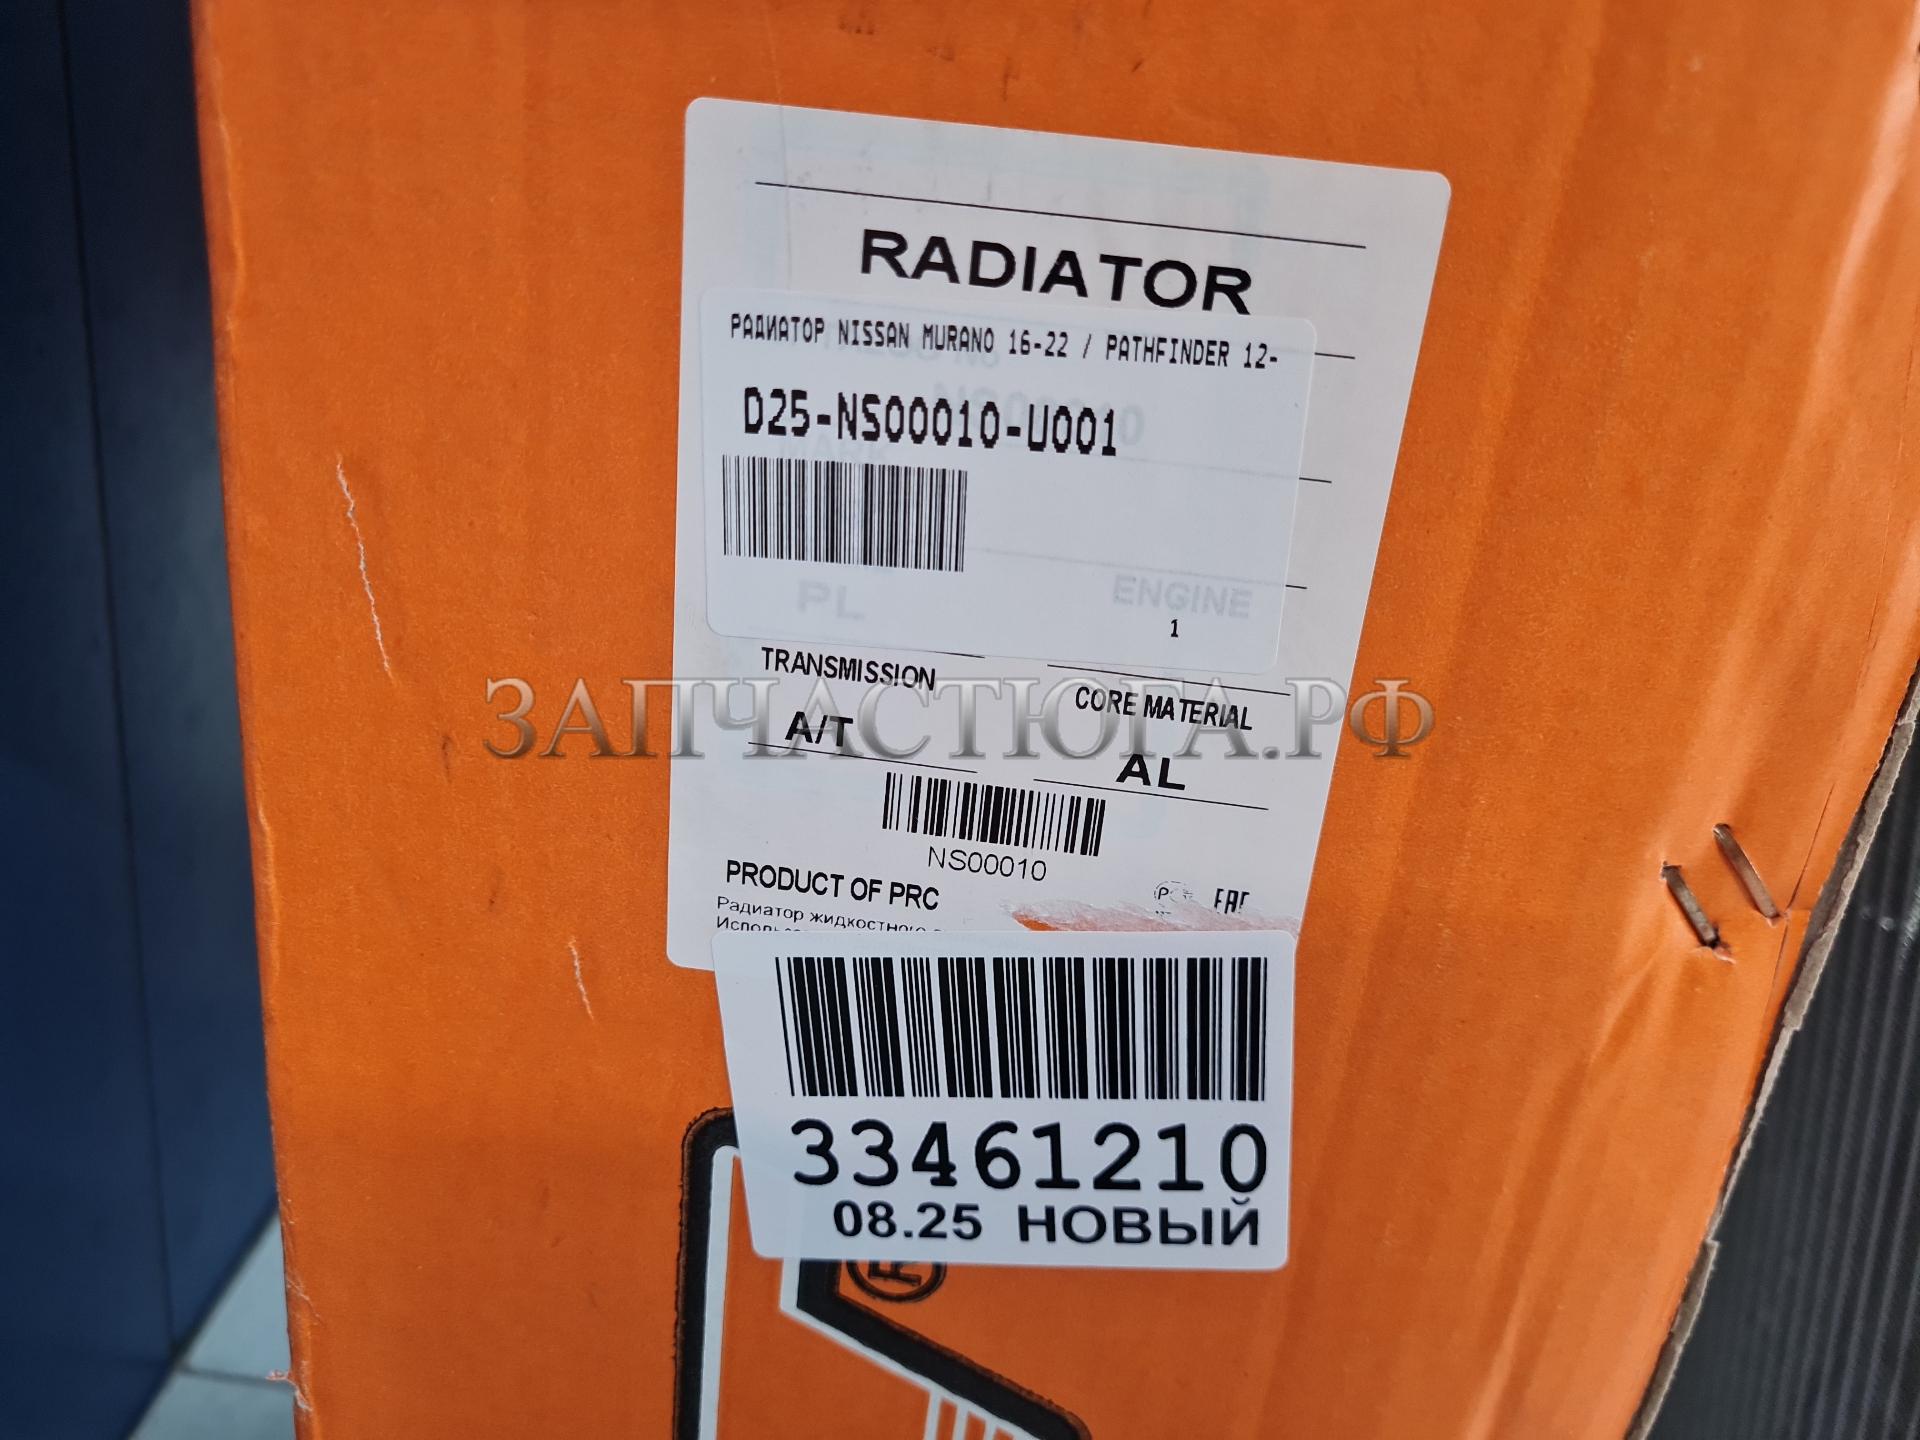 RADIATOR
РАДИАТОР NISSAN MURANO 16-22 / PATHFINDER 12-
D25-NS00010-U001
PL
ENGINE
1
TRANSMISSION
CORE MATERIAL
A/T
AL
ЗАПЧАСТЮГА.РФ
NS00010
PRODUCT OF PRC
EAC
Радиатор жидкостного
33461210
08.25 НОВЫЙ